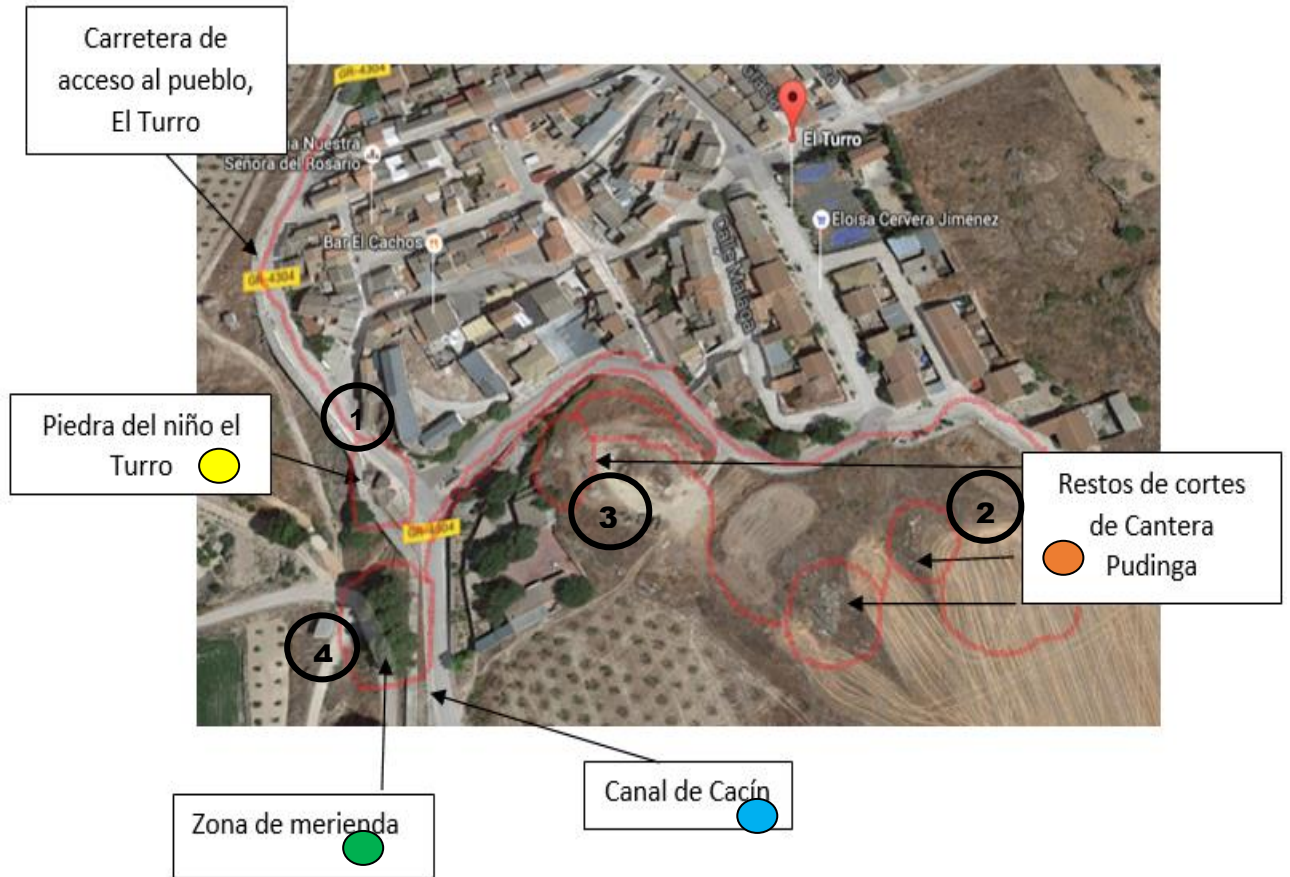 Carretera de
acceso al pueblo,
El Turro
GR-4304
ia Nuestra
Señora del Rosario
El Turro
Eloisa Cervera Jimenez
Bar El Cachos
Calle Malaga
GR-4304
1
Piedra del niño el
Turro
GR-4304
3
2
Restos de cortes
de Cantera
Pudinga
4
Canal de Cacín
Zona de merienda